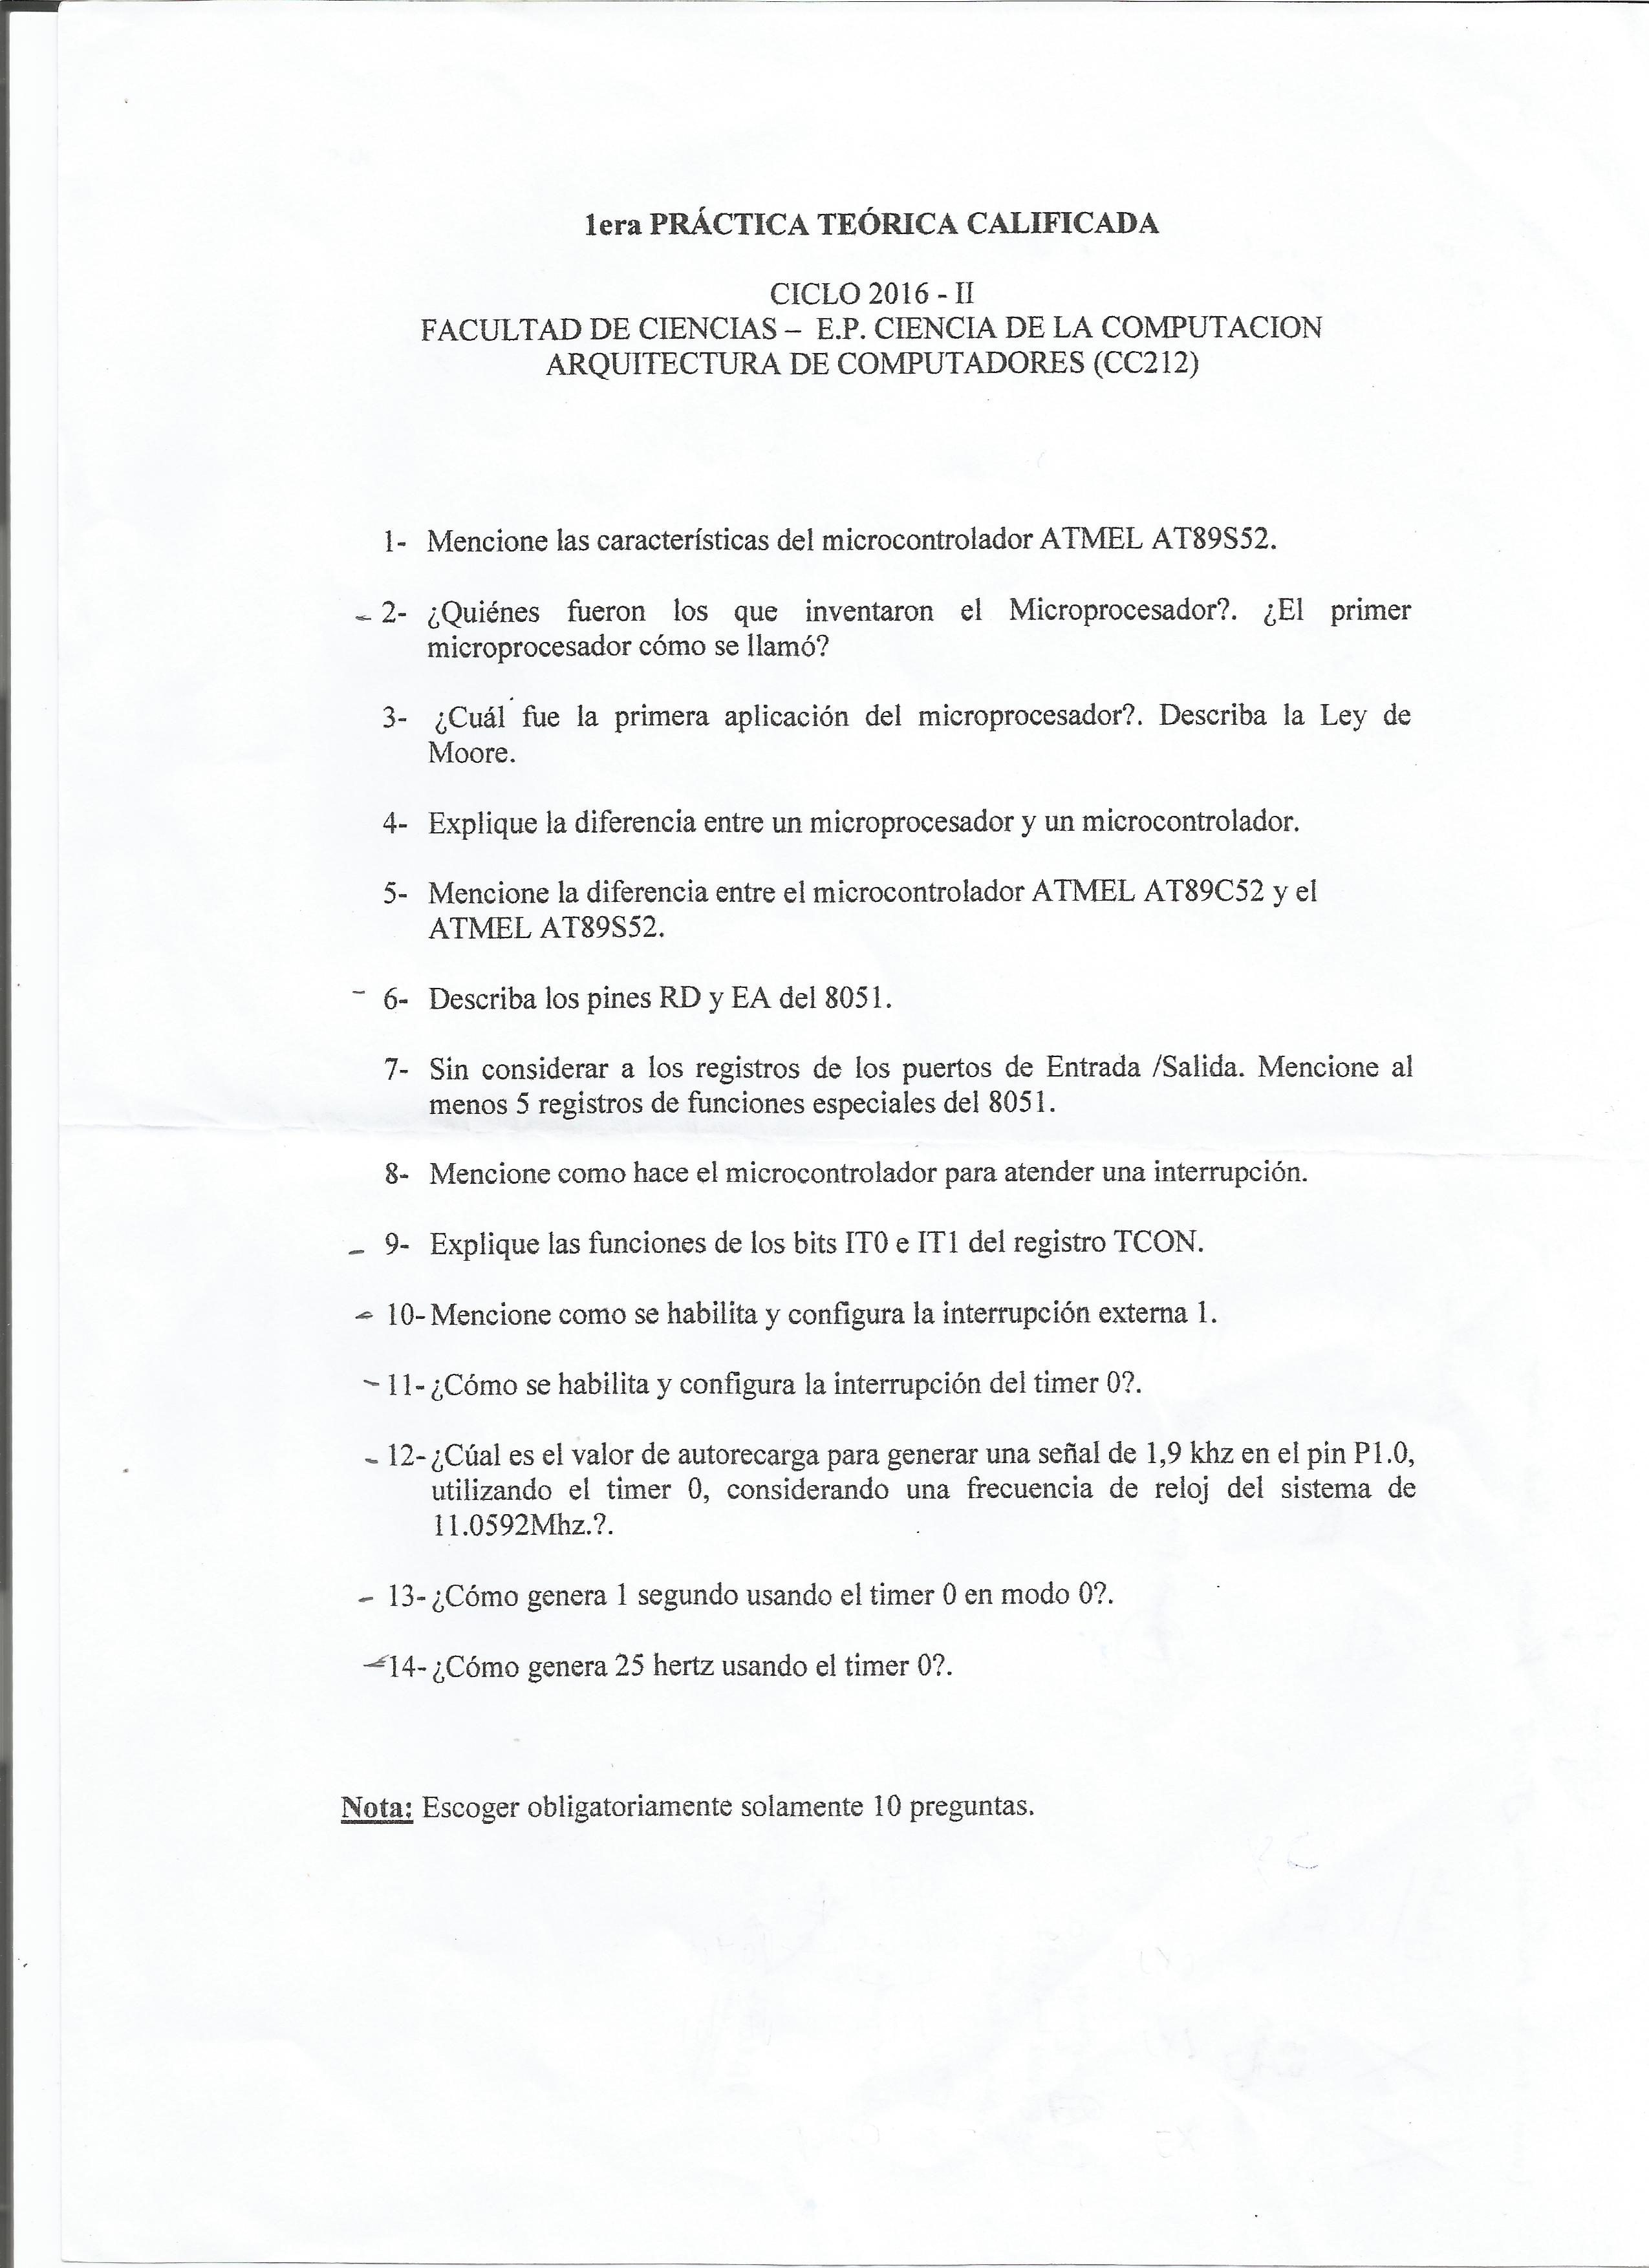 1era PRÁCTICA TEÓRICA CALIFICADA
CICLO 2016 - II
FACULTAD DE CIENCIAS – E.P. CIENCIA DE LA COMPUTACION
ARQUITECTURA DE COMPUTADORES (CC212)
1- Mencione las características del microcontrolador ATMEL AT89S52.
2- ¿Quiénes fueron los que inventaron el Microprocesador?. ¿El primer
microprocesador cómo se llamó?
3- ¿Cuál fue la primera aplicación del microprocesador?. Describa la Ley de
Moore.
4- Explique la diferencia entre un microprocesador y un microcontrolador.
5- Mencione la diferencia entre el microcontrolador ATMEL AT89C52 y el
ATMEL AT89S52.
6- Describa los pines RD y EA del 8051.
7- Sin considerar a los registros de los puertos de Entrada /Salida. Mencione al
menos 5 registros de funciones especiales del 8051.
8- Mencione como hace el microcontrolador para atender una interrupción.
9- Explique las funciones de los bits IT0 e IT1 del registro TCON.
10- Mencione como se habilita y configura la interrupción externa 1.
11- ¿Cómo se habilita y configura la interrupción del timer 0?.
12- ¿Cúal es el valor de autorecarga para generar una señal de 1,9 khz en el pin P1.0,
utilizando el timer 0, considerando una frecuencia de reloj del sistema de
11.0592Mhz.?.
13- ¿Cómo genera 1 segundo usando el timer 0 en modo 0?.
14- ¿Cómo genera 25 hertz usando el timer 0?.
Nota: Escoger obligatoriamente solamente 10 preguntas.